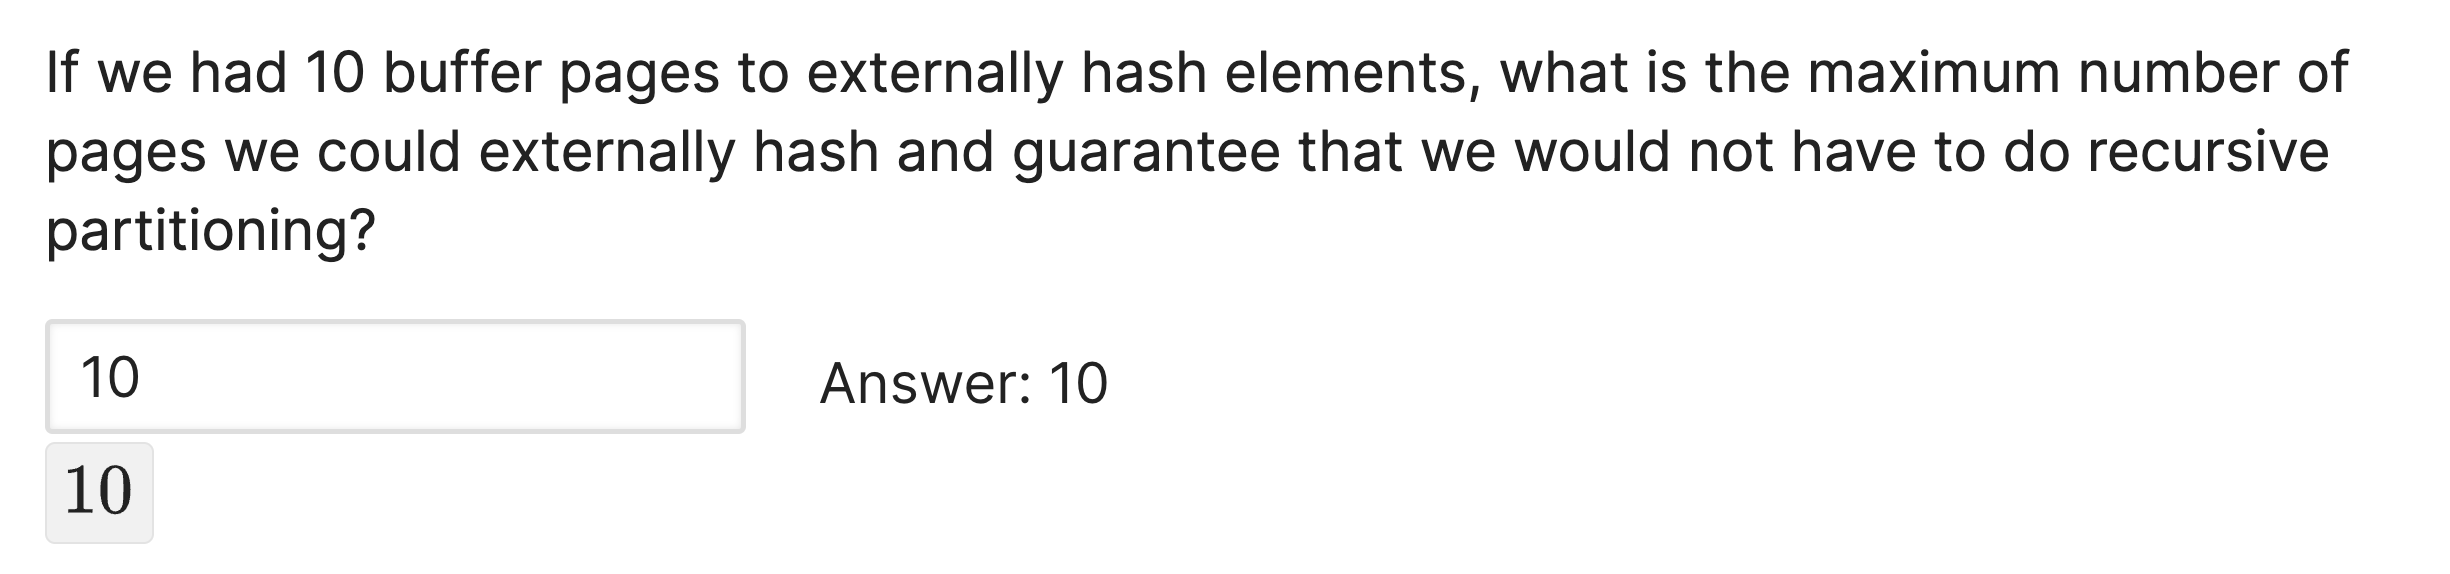 If we had 10 buffer pages to externally hash elements, what is the maximum number of
pages we could externally hash and guarantee that we would not have to do recursive
partitioning?
10
Answer: 10
10